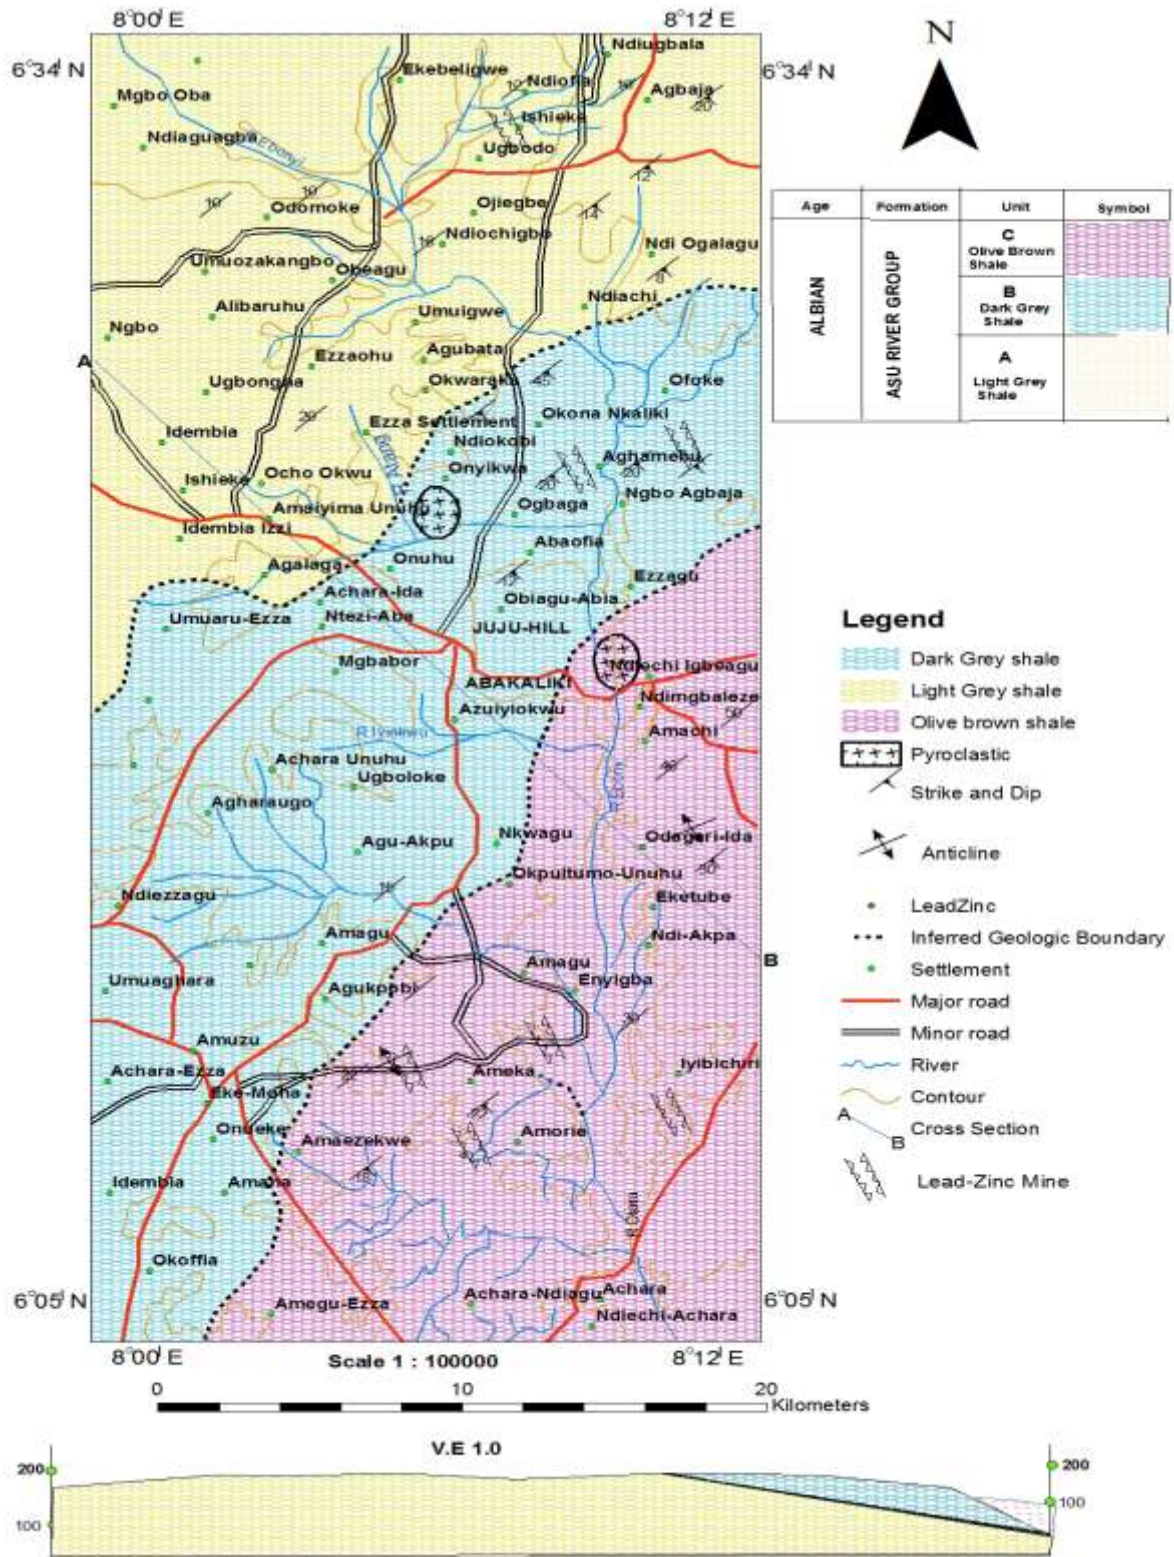 8°00' E
8°12' E
N
6°34' N
6°34' N
Ndiugbala
Ekebeligwe
Ndiofia
Mgbo Oba
Agbaja
Ishieke
Ndiaguagba
R Ebonyi
Ugbodo
Odomoke
Ojiegbe
Ndiochigbo
Ndi Ogalagu
Umuozakangbo
Obeagu
Ndiachi
Alibaruhu
Umuigwe
Ngbo
Ezzaohu
Agubata
A
Ugbongna
Okwaraka
Ofoke
Ezza Settlement
Okona Nkaliki
Idembia
Ndiokobi
Onyikwa
Aghamebu
Ishieke
Ocho Okwu
Ngbo Agbaja
Amaiyima Unuhu
Ogbaga
Idembia Izzi
Abaofia
Onuhu
Agalaga
Ezzagu
Achara-Ida
Obiagu-Abia
Umuaru-Ezza
Ntezi-Aba
JUJU-HILL
Mgbabor
Ndiechi Igbeagu
ABAKALIKI
Ndimgbaleze
Azuiyiokwu
R Iyiokwu
Amachi
Achara Unuhu
Ugboloke
Agharaugo
Agu-Akpu
Nkwagu
Odageri-Ida
Okpuitumo-Unuhu
Ndiezzagu
Eketube
Amagu
Ndi-Akpa
B
Umuaghara
Amagu
Enyigba
Agukpobi
Amuzu
Achara-Ezza
Ameka
Iyibichiri
Eke-Moha
Onueke
Amaezekwe
Amorie
Idembia
Amana
Okoffia
Achara-Ndiagu
Achara
Amegu-Ezza
Ndiechi-Achara
6°05' N
6°05' N
8°00' E
8°12' E
Scale 1 : 100000
0 10 20
Kilometers
Age Formation Unit Symbol
ALBIAN
ASU RIVER GROUP
C
Olive Brown
Shale
B
Dark Grey
Shale
A
Light Grey
Shale
Legend
Dark Grey shale
Light Grey shale
Olive brown shale
Pyroclastic
Strike and Dip
Anticline
LeadZinc
Inferred Geologic Boundary
Settlement
Major road
Minor road
River
Contour
A
Cross Section
B
Lead-Zinc Mine
V.E 1.0
200
200
100
100